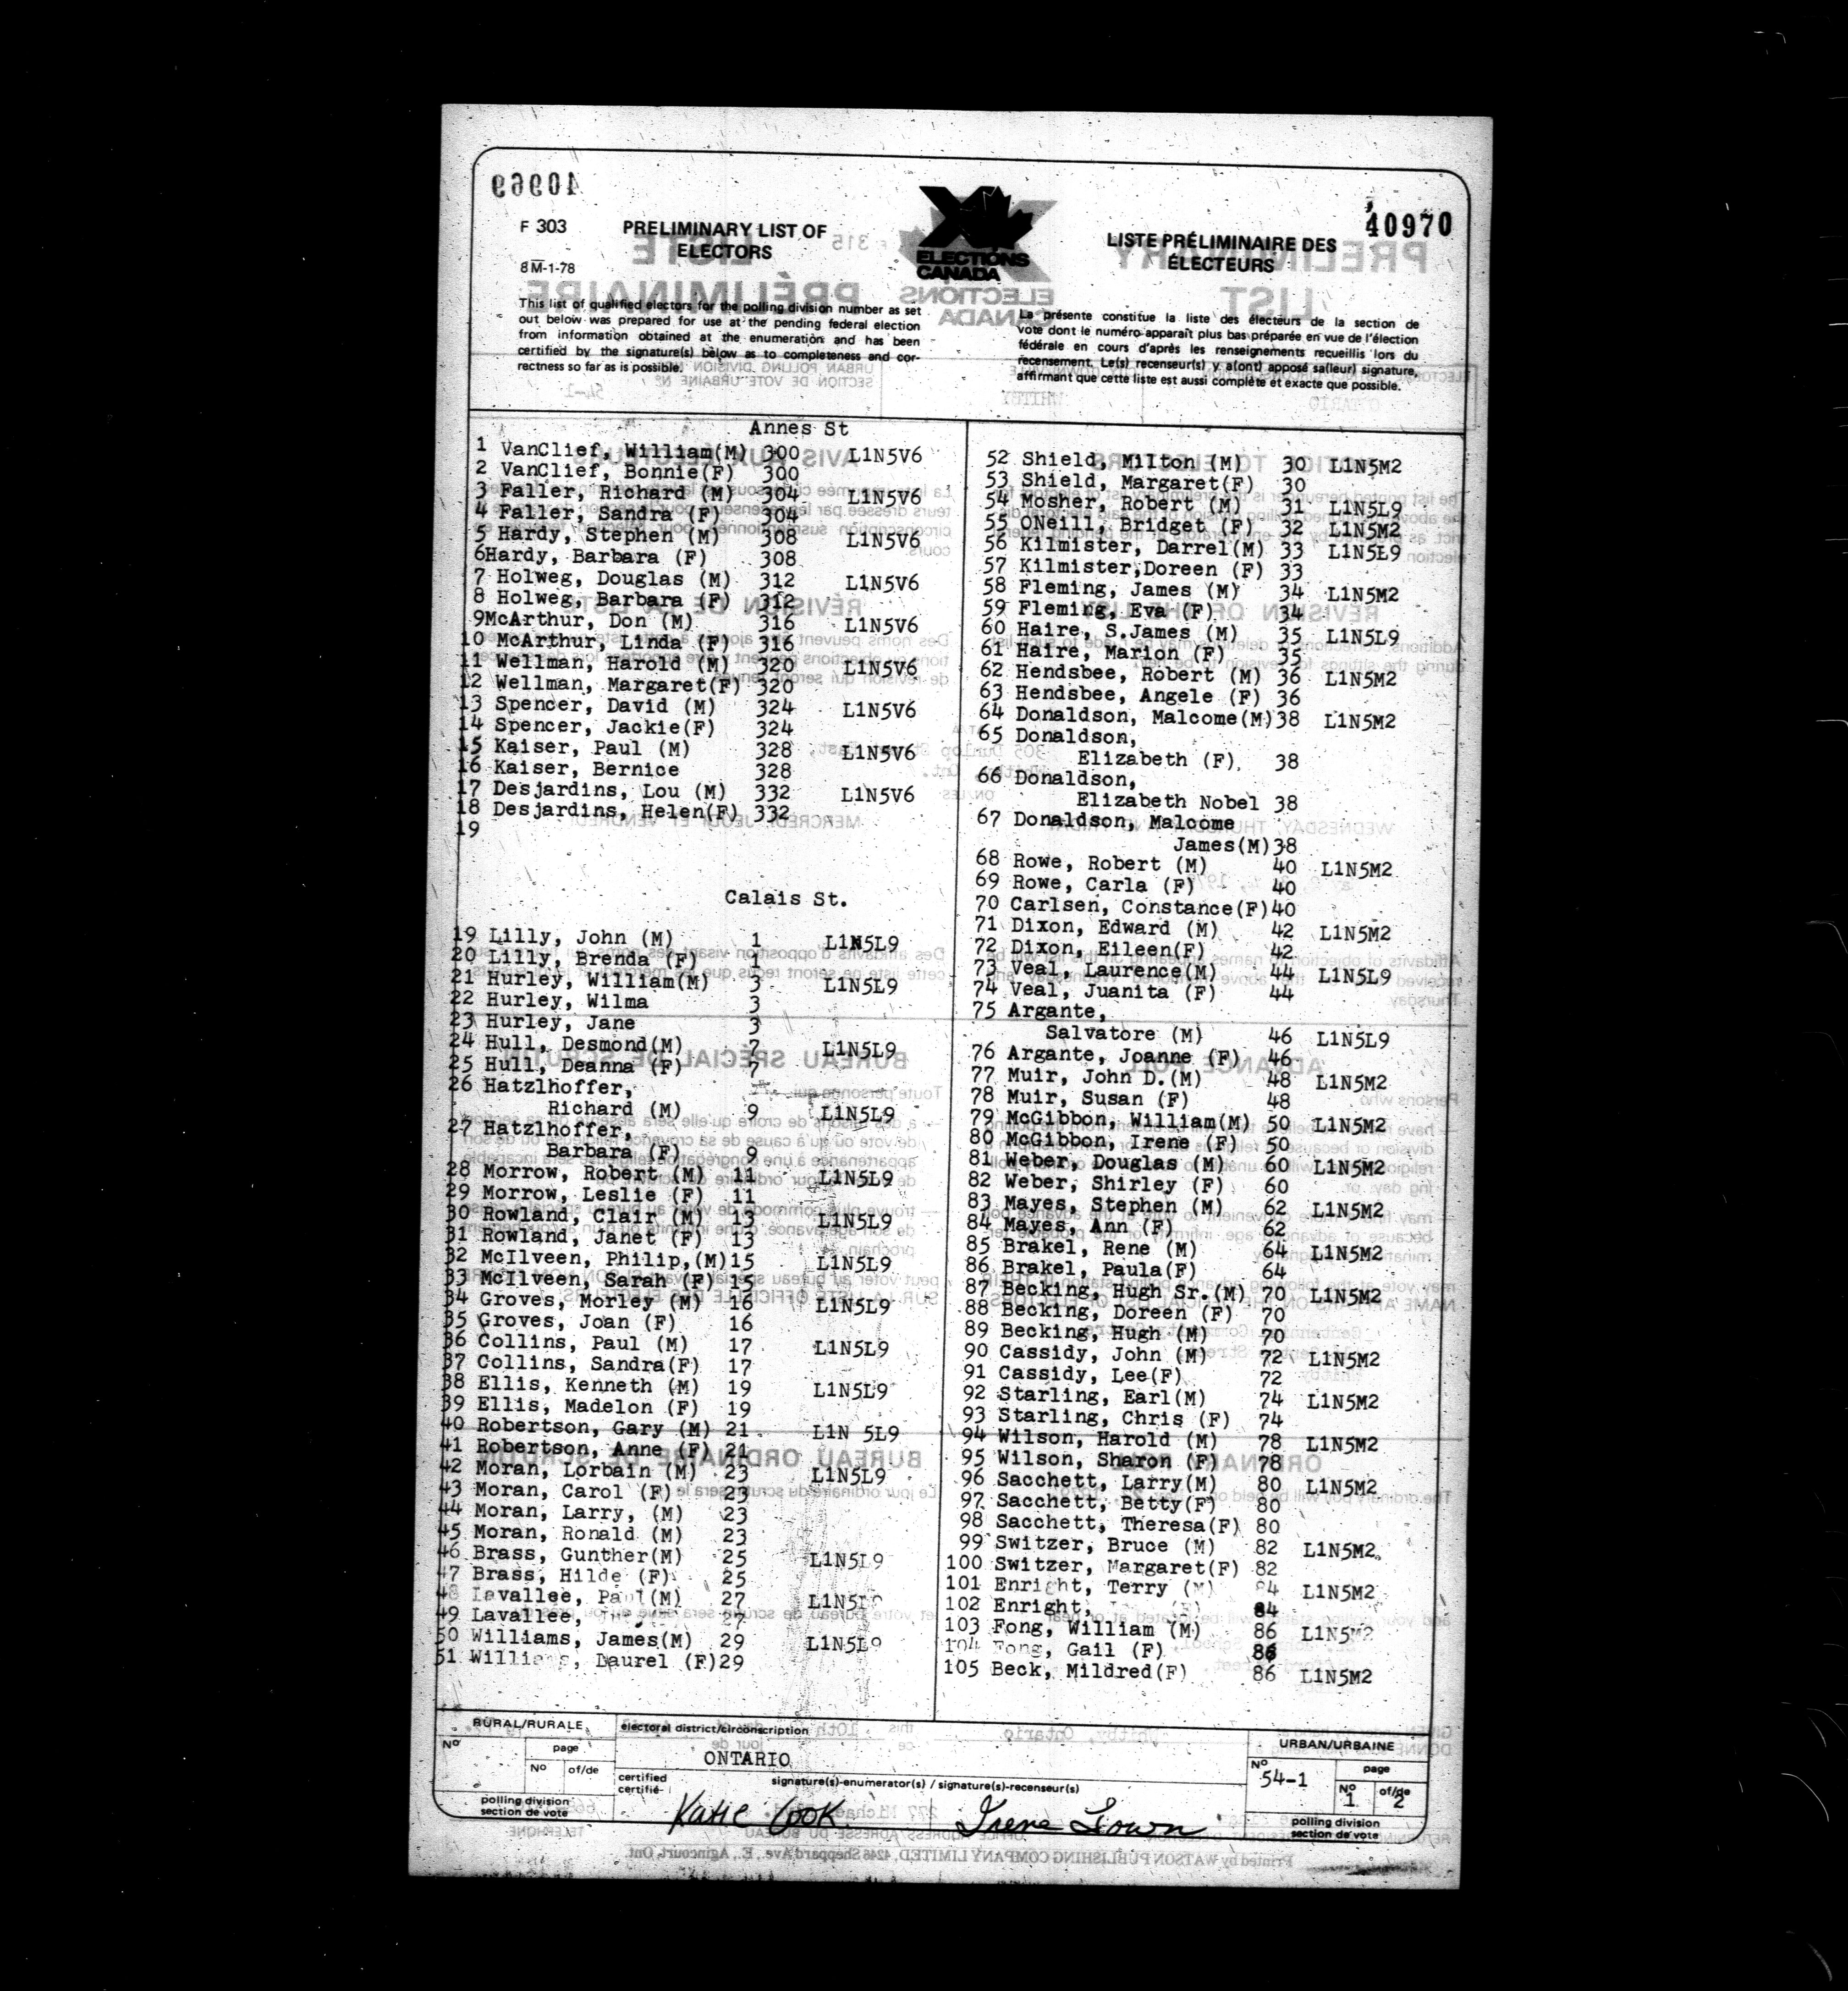 40970
F 303
PRELIMINARY LIST OF
ELECTORS
8M-1-78
This list of qualified electors for the polling division number as set
out below was prepared for use at the pending federal election
from information obtained at the enumeration and has been
certified by the signature(s) below as to completeness and cor-
rectness so far as is possible.
ELECTIONS
CANADA
LISTE PRÉLIMINAIRE DES
ÉLECTEURS
La présente constitue la liste des électeurs de la section de
vote dont le numéro apparaît plus bas préparée en vue de l'élection
fédérale en cours d'après les renseignements recueillis lors du
recensement. Le(s) recenseur(s) y a(ont) apposé sa(leur) signature,
affirmant que cette liste est aussi complète et exacte que possible.
Annes St
1 VanClief, William(M) 300 L1N5V6
2 VanClief, Bonnie(F) 300
3 Faller, Richard (M) 304 L1N5V6
4 Faller, Sandra (F) 304
5 Hardy, Stephen (M) 308 L1N5V6
6Hardy, Barbara (F) 308
7 Holweg, Douglas (M) 312 L1N5V6
8 Holweg, Barbara (F) 312
9McArthur, Don (M) 316 L1N5V6
10 McArthur, Linda (F) 316
11 Wellman, Harold (M) 320 L1N5V6
12 Wellman, Margaret(F) 320
13 Spencer, David (M) 324 L1N5V6
14 Spencer, Jackie(F) 324
15 Kaiser, Paul (M) 328 L1N5V6
16 Kaiser, Bernice 328
17 Desjardins, Lou (M) 332 L1N5V6
18 Desjardins, Helen(F) 332
19
Calais St.
19 Lilly, John (M) 1 L1N5L9
20 Lilly, Brenda (F) 1
21 Hurley, William(M) 3 L1N5L9
22 Hurley, Wilma 3
23 Hurley, Jane 3
24 Hull, Desmond(M) 7 L1N5L9
25 Hull, Deanna (F) 7
26 Hatzlhoffer,
Richard (M) 9 L1N5L9
27 Hatzlhoffer,
Barbara (F) 9
28 Morrow, Robert (M) 11 L1N5L9
29 Morrow, Leslie (F) 11
30 Rowland, Clair (M) 13 L1N5L9
31 Rowland, Janet (F) 13
32 McIlveen, Philip,(M)15 L1N5L9
33 McIlveen, Sarah (F) 15
34 Groves, Morley (M) 16 L1N5L9
35 Groves, Joan (F) 16
36 Collins, Paul (M) 17 L1N5L9
37 Collins, Sandra(F) 17
38 Ellis, Kenneth (M) 19 L1N5L9
39 Ellis, Madelon (F) 19
40 Robertson, Gary (M) 21 L1N 5L9
41 Robertson, Anne (F) 21
42 Moran, Lorbain (M) 23 L1N5L9
43 Moran, Carol (F) 23
44 Moran, Larry, (M) 23
45 Moran, Ronald (M) 23
46 Brass, Gunther(M) 25 L1N5L9
47 Brass, Hilde (F) 25
48 Lavallee, Paul(M) 27
49 Lavallee, 27
50 Williams, James(M) 29 L1N5L9
51 Williams, Laurel (F)29
52 Shield, Milton (M) 30 L1N5M2
53 Shield, Margaret(F) 30
54 Mosher, Robert (M) 31 L1N5L9
55 ONeill, Bridget (F) 32 L1N5M2
56 Kilmister, Darrel(M) 33 L1N5L9
57 Kilmister,Doreen (F) 33
58 Fleming, James (M) 34 L1N5M2
59 Fleming, Eva (F) 34
60 Haire, S.James (M) 35 L1N5L9
61 Haire, Marion (F) 35
62 Hendsbee, Robert (M) 36 L1N5M2
63 Hendsbee, Angele (F) 36
64 Donaldson, Malcome(M)38 L1N5M2
65 Donaldson,
Elizabeth (F) 38
66 Donaldson,
Elizabeth Nobel 38
67 Donaldson, Malcome
James(M)38
68 Rowe, Robert (M) 40 L1N5M2
69 Rowe, Carla (F) 40
70 Carlsen, Constance(F)40
71 Dixon, Edward (M) 42 L1N5M2
72 Dixon, Eileen(F) 42
73 Veal, Laurence(M) 44 L1N5L9
74 Veal, Juanita (F) 44
75 Argante,
Salvatore (M) 46 L1N5L9
76 Argante, Joanne (F) 46
77 Muir, John D.(M) 48 L1N5M2
78 Muir, Susan (F) 48
79 McGibbon, William(M) 50 L1N5M2
80 McGibbon, Irene (F) 50
81 Weber, Douglas (M) 60 L1N5M2
82 Weber, Shirley (F) 60
83 Mayes, Stephen (M) 62 L1N5M2
84 Mayes, Ann (F) 62
85 Brakel, Rene (M) 64 L1N5M2
86 Brakel, Paula(F) 64
87 Becking, Hugh Sr.(M) 70 L1N5M2
88 Becking, Doreen (F) 70
89 Becking, Hugh (M) 70
90 Cassidy, John (M) 72 L1N5M2
91 Cassidy, Lee(F) 72
92 Starling, Earl(M) 74 L1N5M2
93 Starling, Chris (F) 74
94 Wilson, Harold (M) 78 L1N5M2
95 Wilson, Sharon (F) 78
96 Sacchett, Larry(M) 80 L1N5M2
97 Sacchett, Betty(F) 80
98 Sacchett, Theresa(F) 80
99 Switzer, Bruce (M) 82 L1N5M2
100 Switzer, Margaret(F) 82
101 Enright, Terry (M) 84 L1N5M2
102 Enright, 84
103 Fong, William (M) 86 L1N5M2
104 Fong, Gail (F) 86
105 Beck, Mildred(F) 86 L1N5M2
RURAL/RURALE
No
page
No of/de
polling division
section de vote
electoral district/circonscription
ONTARIO
certified
certifié
signature(s)-enumerator(s) / signature(s)-recenseur(s)
Katie Cook
Irene Lown
URBAN/URBAINE
No
54-1
page
No of/de
1 2
polling division
section de vote